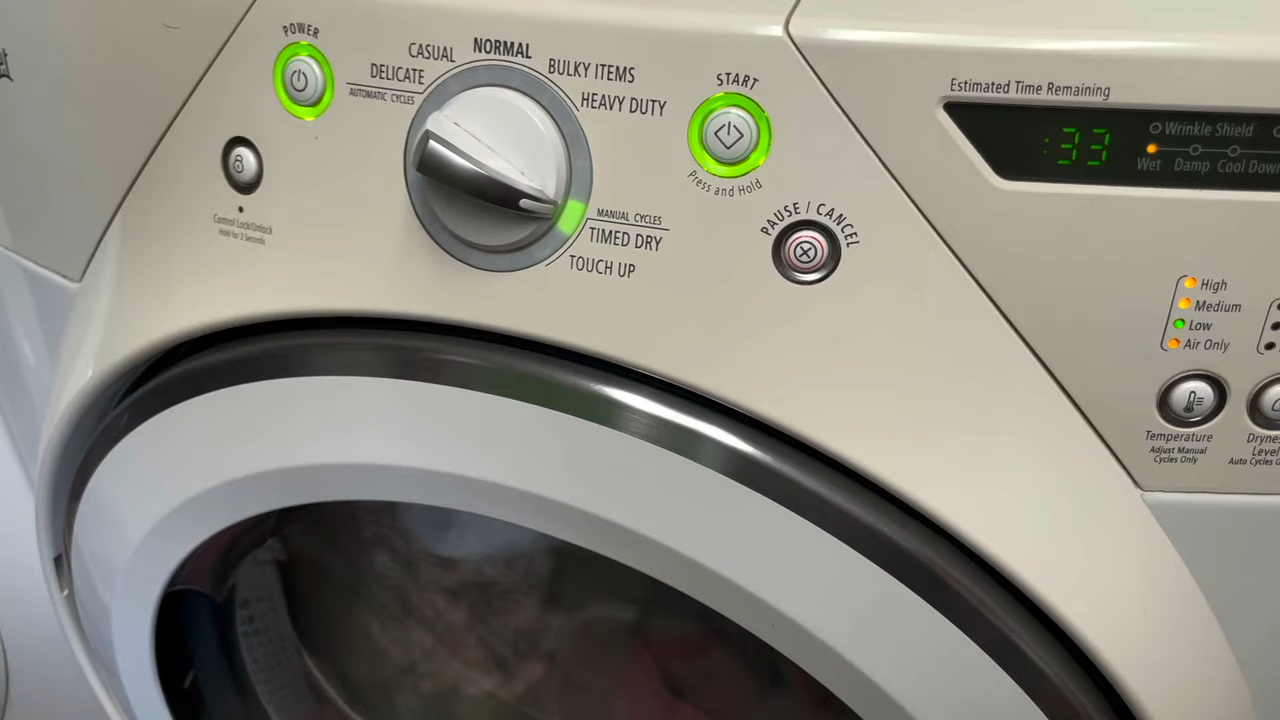 POWER
CASUAL
NORMAL
DELICATE
AUTOMATIC CYCLES
BULKY ITEMS
HEAVY DUTY
START
Press and Hold
Control Lock/Unlock
Hold for 3 Seconds
MANUAL CYCLES
TIMED DRY
TOUCH UP
PAUSE / CANCEL
Estimated Time Remaining
:33
Wrinkle Shield
Wet Damp Cool Down
High
Medium
Low
Air Only
Temperature
Adjust Manual
Cycles Only
Level
Auto Cycles